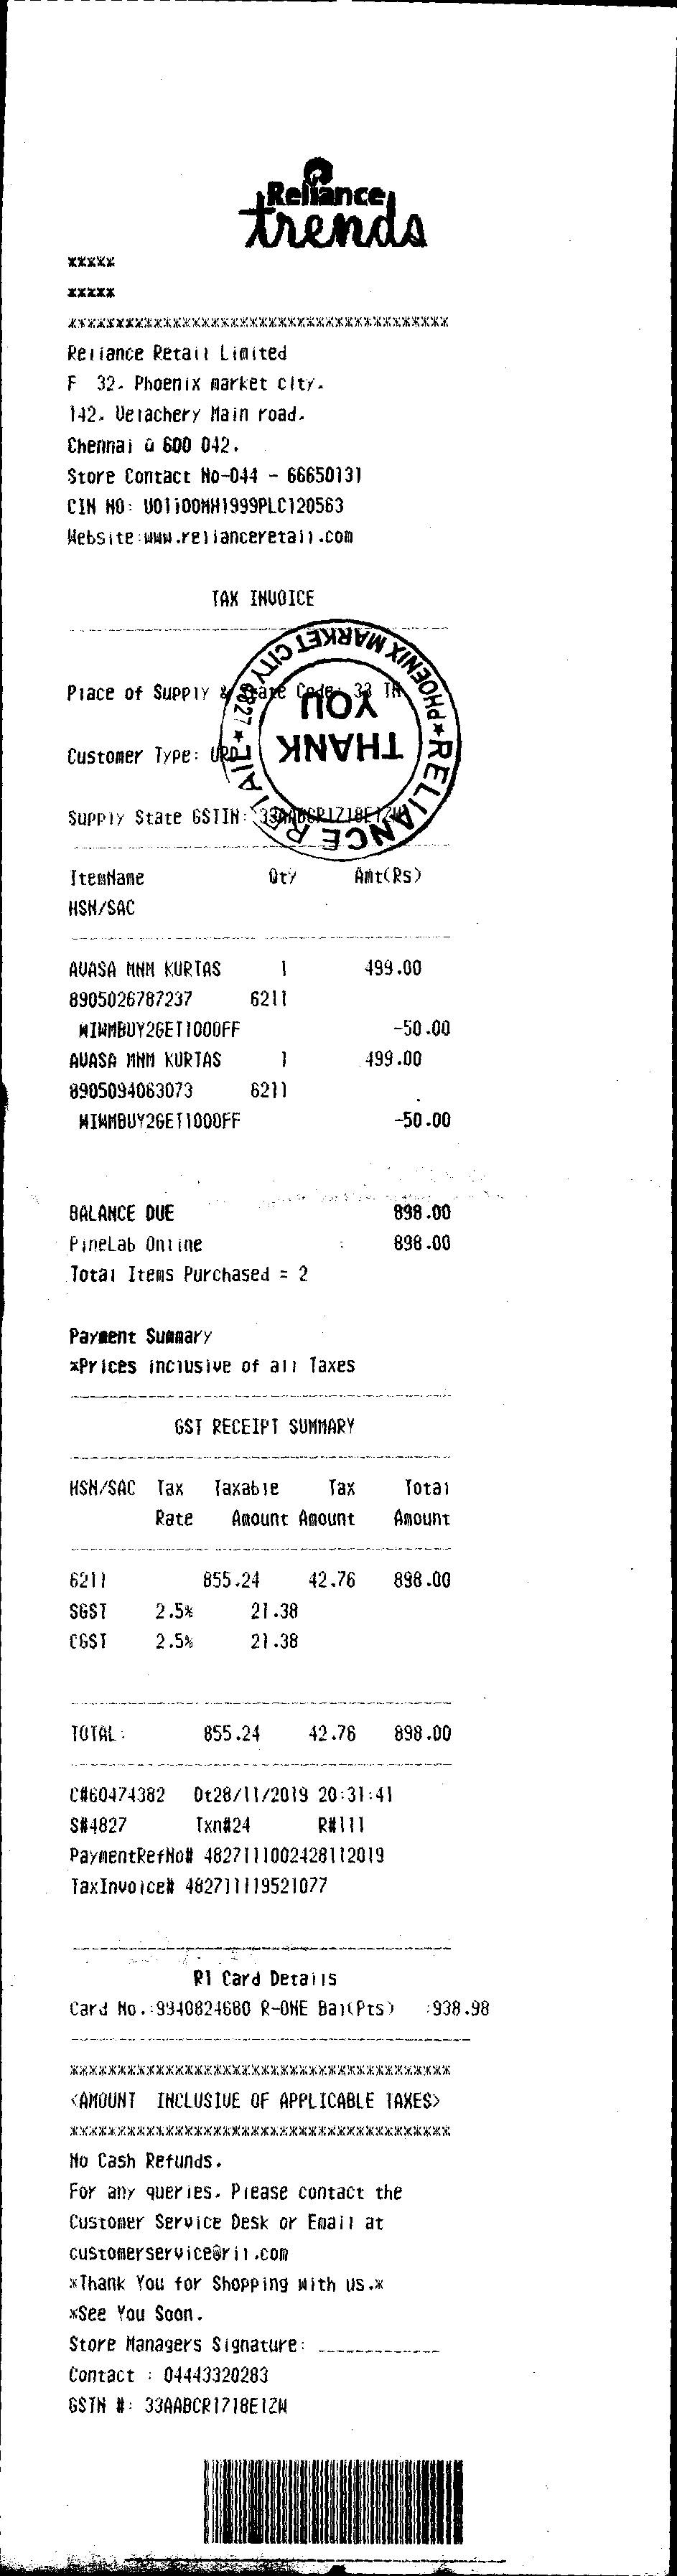 Reliance
trends
*****
*****
****************************************
Reliance Retail Limited
F 32. Phoenix market city.
142. Velachery Main road.
Chennai û 600 042.
Store Contact No-044 - 66650131
CIN NO: U01100MH1999PLC120563
Website:www.relianceretail.com
TAX INVOICE
Place of Supply & State Code: 33 TN
RELIANCE RETAIL ★ PHOENIX MARKET CITY 4827 ★
THANK YOU
Customer Type: URD
Supply State GSTIN: 33AABCR1718E1ZW
ItemName Qty Amt(Rs)
HSN/SAC
AVASA MNM KURTAS 1 499.00
8905026787237 6211
WIWMBUY2GET100OFF -50.00
AVASA MNM KURTAS 1 499.00
8905094063073 6211
WIWMBUY2GET100OFF -50.00
BALANCE DUE 898.00
PineLab Online : 898.00
Total Items Purchased = 2
Payment Summary
*Prices inclusive of all Taxes
GST RECEIPT SUMMARY
HSN/SAC Tax Taxable Tax Total
Rate Amount Amount Amount
6211 855.24 42.76 898.00
SGST 2.5% 21.38
CGST 2.5% 21.38
TOTAL: 855.24 42.76 898.00
C#60474382 Dt28/11/2019 20:31:41
S#4827 Txn#24 R#111
PaymentRefNo# 4827111002428112019
TaxInvoice# 482711119521077
R1 Card Details
Card No.:9940824680 R-ONE Bal(Pts) :938.98
****************************************
<AMOUNT INCLUSIVE OF APPLICABLE TAXES>
****************************************
No Cash Refunds.
For any queries. Please contact the
Customer Service Desk or Email at
customerservice@ril.com
*Thank You for Shopping with us.*
*See You Soon.
Store Managers Signature: _____________
Contact : 04443320283
GSTN #: 33AABCR1718E1ZW